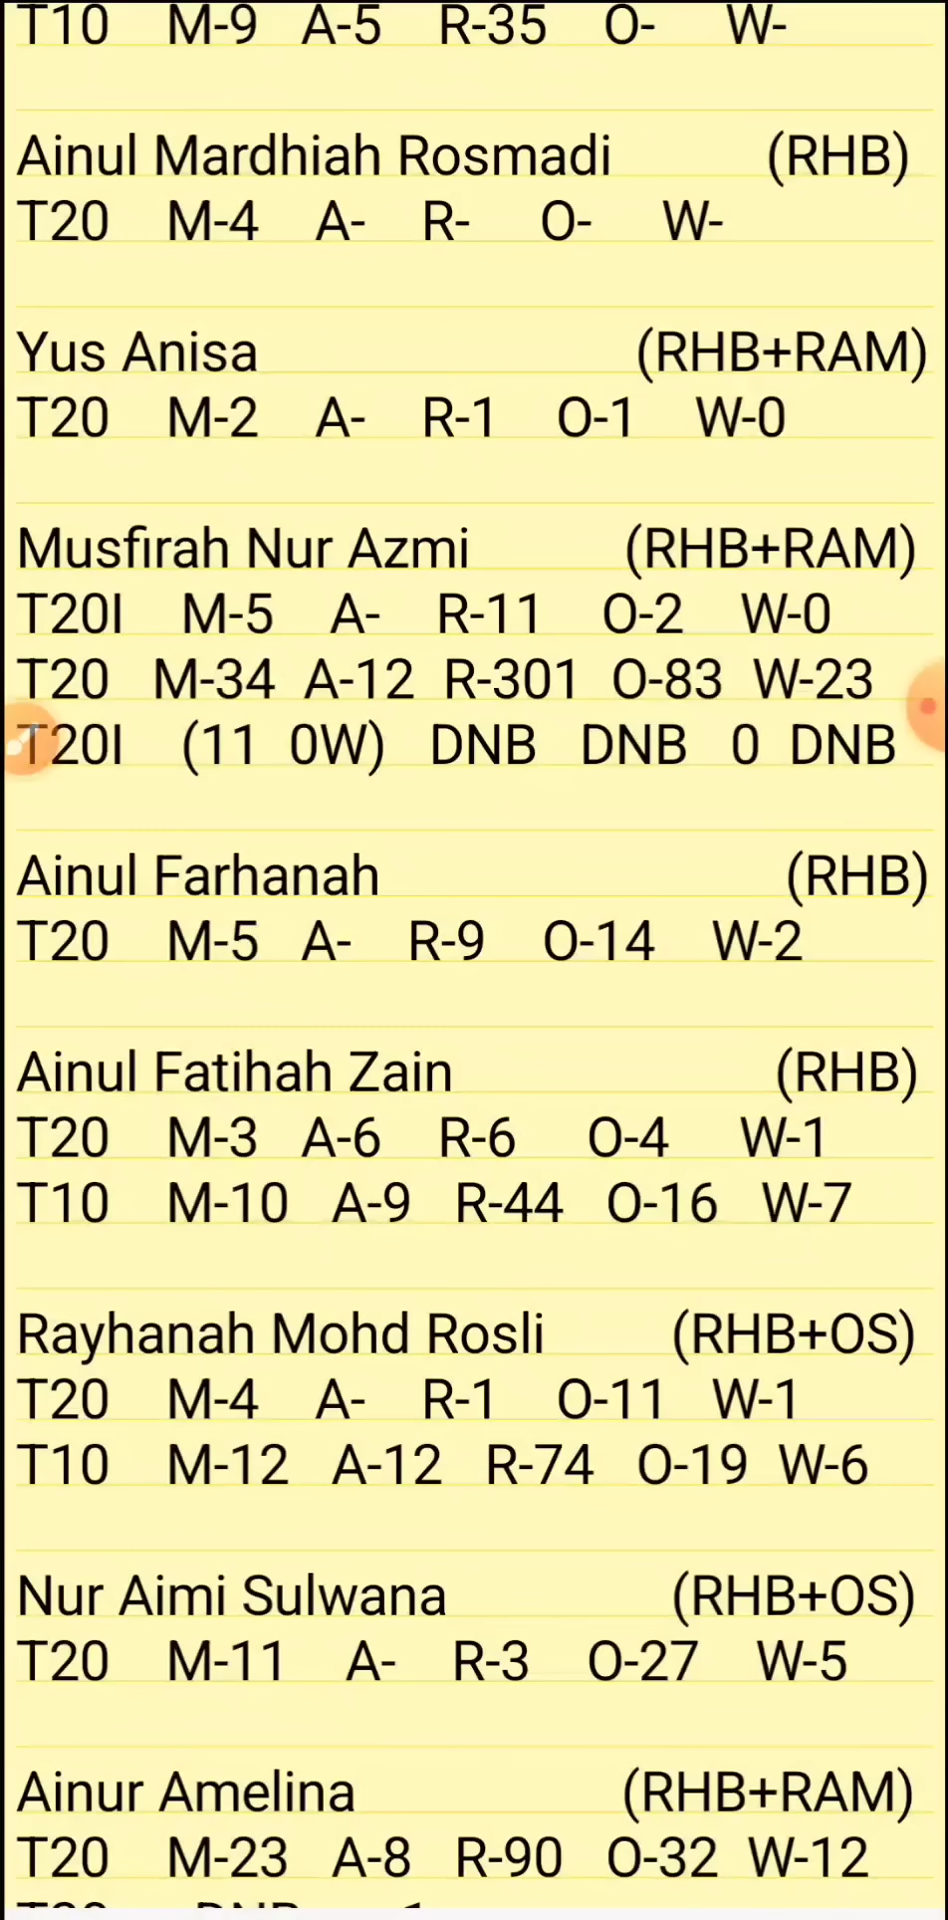 T10 M-9 A-5 R-35 O- W-
Ainul Mardhiah Rosmadi (RHB)
T20 M-4 A- R- O- W-
Yus Anisa (RHB+RAM)
T20 M-2 A- R-1 O-1 W-0
Musfirah Nur Azmi (RHB+RAM)
T20I M-5 A- R-11 O-2 W-0
T20 M-34 A-12 R-301 O-83 W-23
T20I (11 0W) DNB DNB 0 DNB
Ainul Farhanah (RHB)
T20 M-5 A- R-9 O-14 W-2
Ainul Fatihah Zain (RHB)
T20 M-3 A-6 R-6 O-4 W-1
T10 M-10 A-9 R-44 O-16 W-7
Rayhanah Mohd Rosli (RHB+OS)
T20 M-4 A- R-1 O-11 W-1
T10 M-12 A-12 R-74 O-19 W-6
Nur Aimi Sulwana (RHB+OS)
T20 M-11 A- R-3 O-27 W-5
Ainur Amelina (RHB+RAM)
T20 M-23 A-8 R-90 O-32 W-12